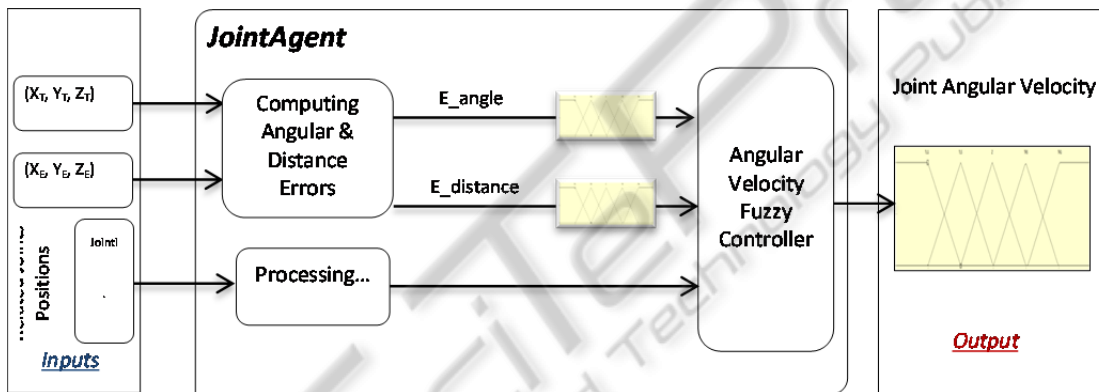 JointAgent
(X_T, Y_T, Z_T)
(X_E, Y_E, Z_E)
Computing
Angular &
Distance
Errors
E_angle
E_distance
Angular
Velocity
Fuzzy
Controller
Joint Angular Velocity
Positions
Jointi
Processing...
Inputs
Output